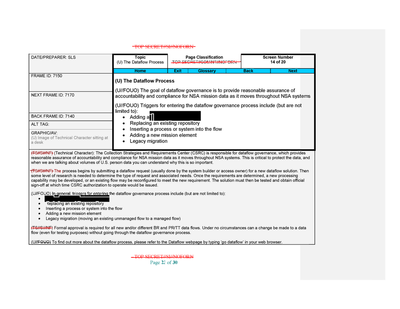 TOP SECRET//SI//NOFORN
DATE/PREPARER: SLS
Topic
(U) The Dataflow Process
Page Classification
TOP SECRET//SI//NOFORN
Screen Number
14 of 20
Home Exit Glossary Back Next
FRAME ID: 7150
NEXT FRAME ID: 7170
BACK FRAME ID: 7140
ALT TAG:
GRAPHIC/AV:
(U) Image of Technical Character sitting at a desk
(U) The Dataflow Process
(U//FOUO) The goal of dataflow governance is to provide reasonable assurance of
accountability and compliance for NSA mission data as it moves throughout NSA systems
(U//FOUO) Triggers for entering the dataflow process include (but are not
limited to):
• Adding a
• Replacing an existing repository
• Inserting a process or system into the flow
• Adding a new mission element
• Legacy migration
(Technical Character) The Collection Strategies and Requirements Center (CSRC) is responsible for dataflow governance, which provides
reasonable assurance of accountability and compliance for NSA mission data as it moves throughout NSA systems. This is critical to protect the data, and
when we are talking about volumes of U.S. person data you can understand why this is so important.
The process begins by submitting a dataflow request (usually done by the system builder or access owner) for a new dataflow solution. Then
some level of research is needed to determine the type of request and associated needs. Once the requirements are determined, a new processing
capability may be developed, or an existing flow may be reconfigured to meet the new requirement. The solution must then be tested and obtain official
sign-off at which time CSRC authorization to operate would be issued.
(U//FOUO) In general, triggers for entering the dataflow governance process include (but are not limited to):
• Replacing an existing repository
• Inserting a process or system into the flow
• Adding a new mission element
• Legacy migration (moving an existing unmanaged flow to a managed flow)
Formal approval is required for all new and/or different BR and PR/TT data flows. Under no circumstances can a change be made to a data
flow (even for testing purposes) without going through the dataflow governance process.
(U//FOUO) To find out more about the dataflow process, please refer to the Dataflow webpage by typing 'go dataflow' in your web browser.
TOP SECRET//SI//NOFORN